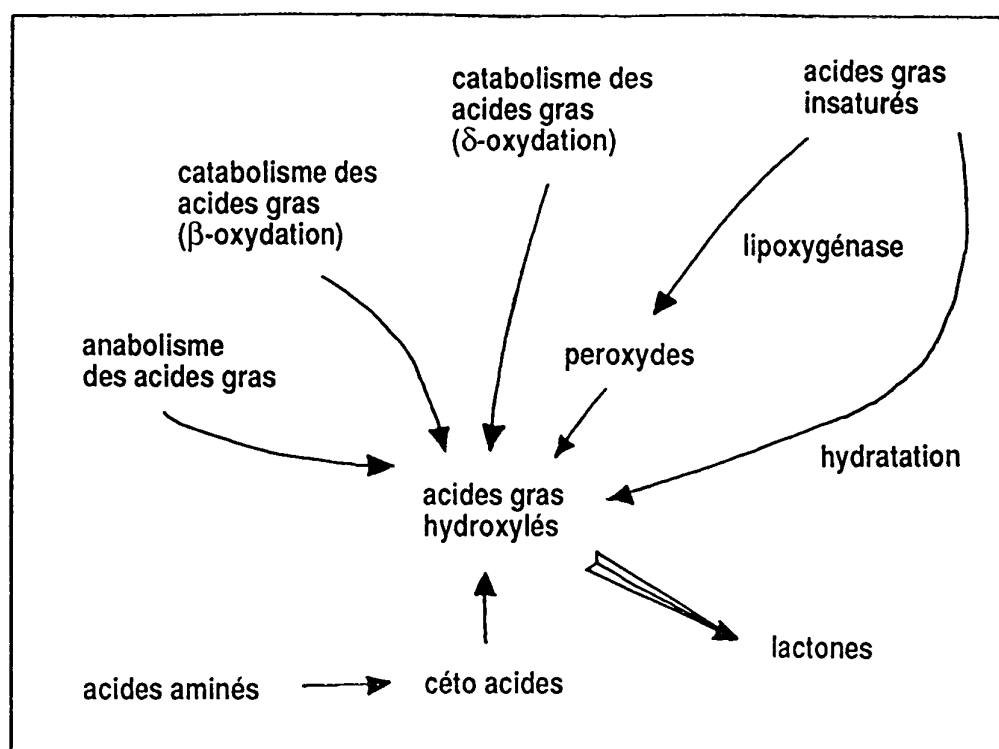 catabolisme des
acides gras
(δ-oxydation)
acides gras
insaturés
catabolisme des
acides gras
(β-oxydation)
lipoxygénase
anabolisme
des acides gras
peroxydes
hydratation
acides gras
hydroxylés
lactones
acides aminés
céto acides